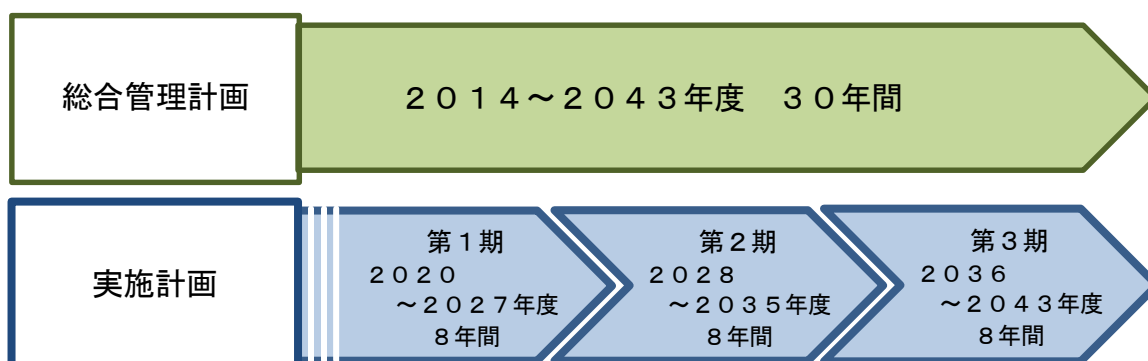 総合管理計画
２０１４～２０４３年度　３０年間
実施計画
第１期
２０２０
～２０２７年度
８年間
第２期
２０２８
～２０３５年度
８年間
第３期
２０３６
～２０４３年度
８年間